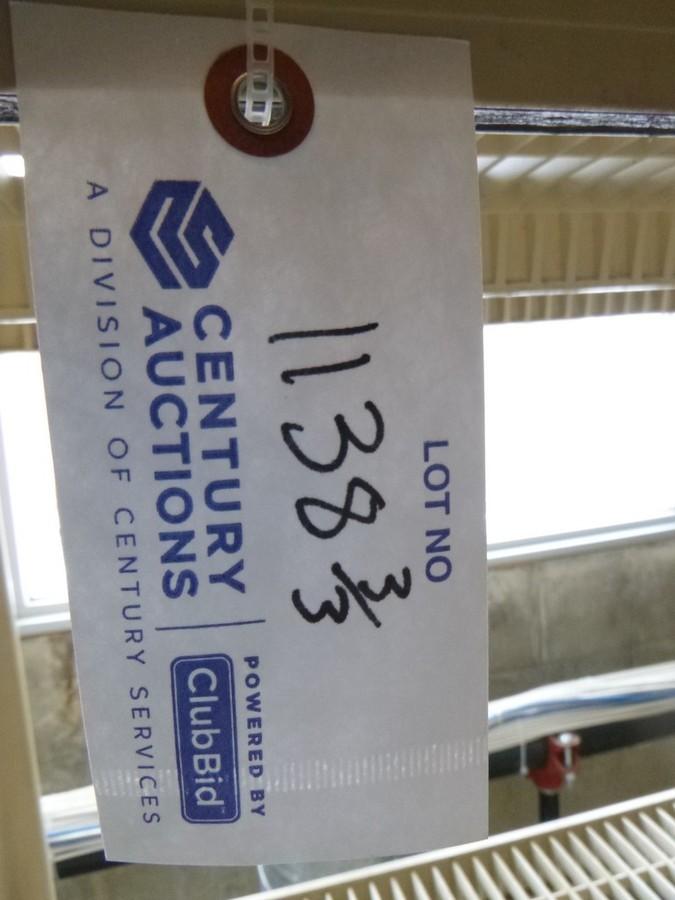 LOT NO
1138 3/3
CENTURY
AUCTIONS
POWERED BY
ClubBid
A DIVISION OF CENTURY SERVICES